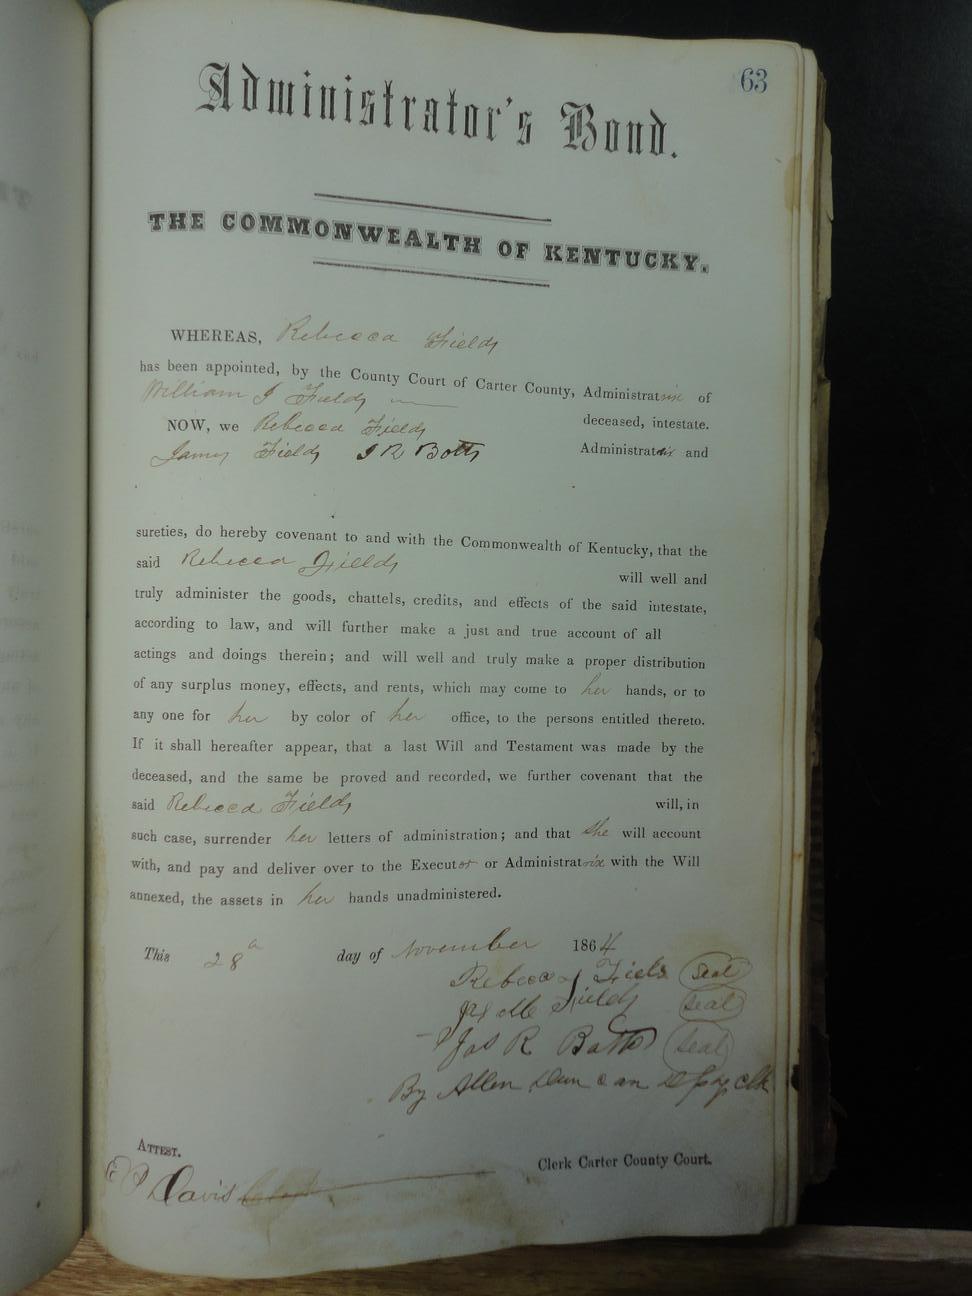 63
Administrator's Bond.
THE COMMONWEALTH OF KENTUCKY.
WHEREAS, Rebecca Fields
has been appointed, by the County Court of Carter County, Administratrix of
William J Fields deceased, intestate.
NOW, we Rebecca Fields Administratrix and
James Fields J R Botts
sureties, do hereby covenant to and with the Commonwealth of Kentucky, that the
said Rebecca Fields will well and
truly administer the goods, chattels, credits, and effects of the said intestate,
according to law, and will further make a just and true account of all
actings and doings therein; and will well and truly make a proper distribution
of any surplus money, effects, and rents, which may come to her hands, or to
any one for her by color of her office, to the persons entitled thereto.
If it shall hereafter appear, that a last Will and Testament was made by the
deceased, and the same be proved and recorded, we further covenant that the
said Rebecca Fields will, in
such case, surrender her letters of administration; and that she will account
with, and pay and deliver over to the Executor or Administratrix with the Will
annexed, the assets in her hands unadministered.
This 28 day of November 1864
Rebecca Fiels seal
Fields seal
Jas R Botts seal
By Allen Duncan Dpty clk
ATTEST.
Davis Clerk Carter County Court.